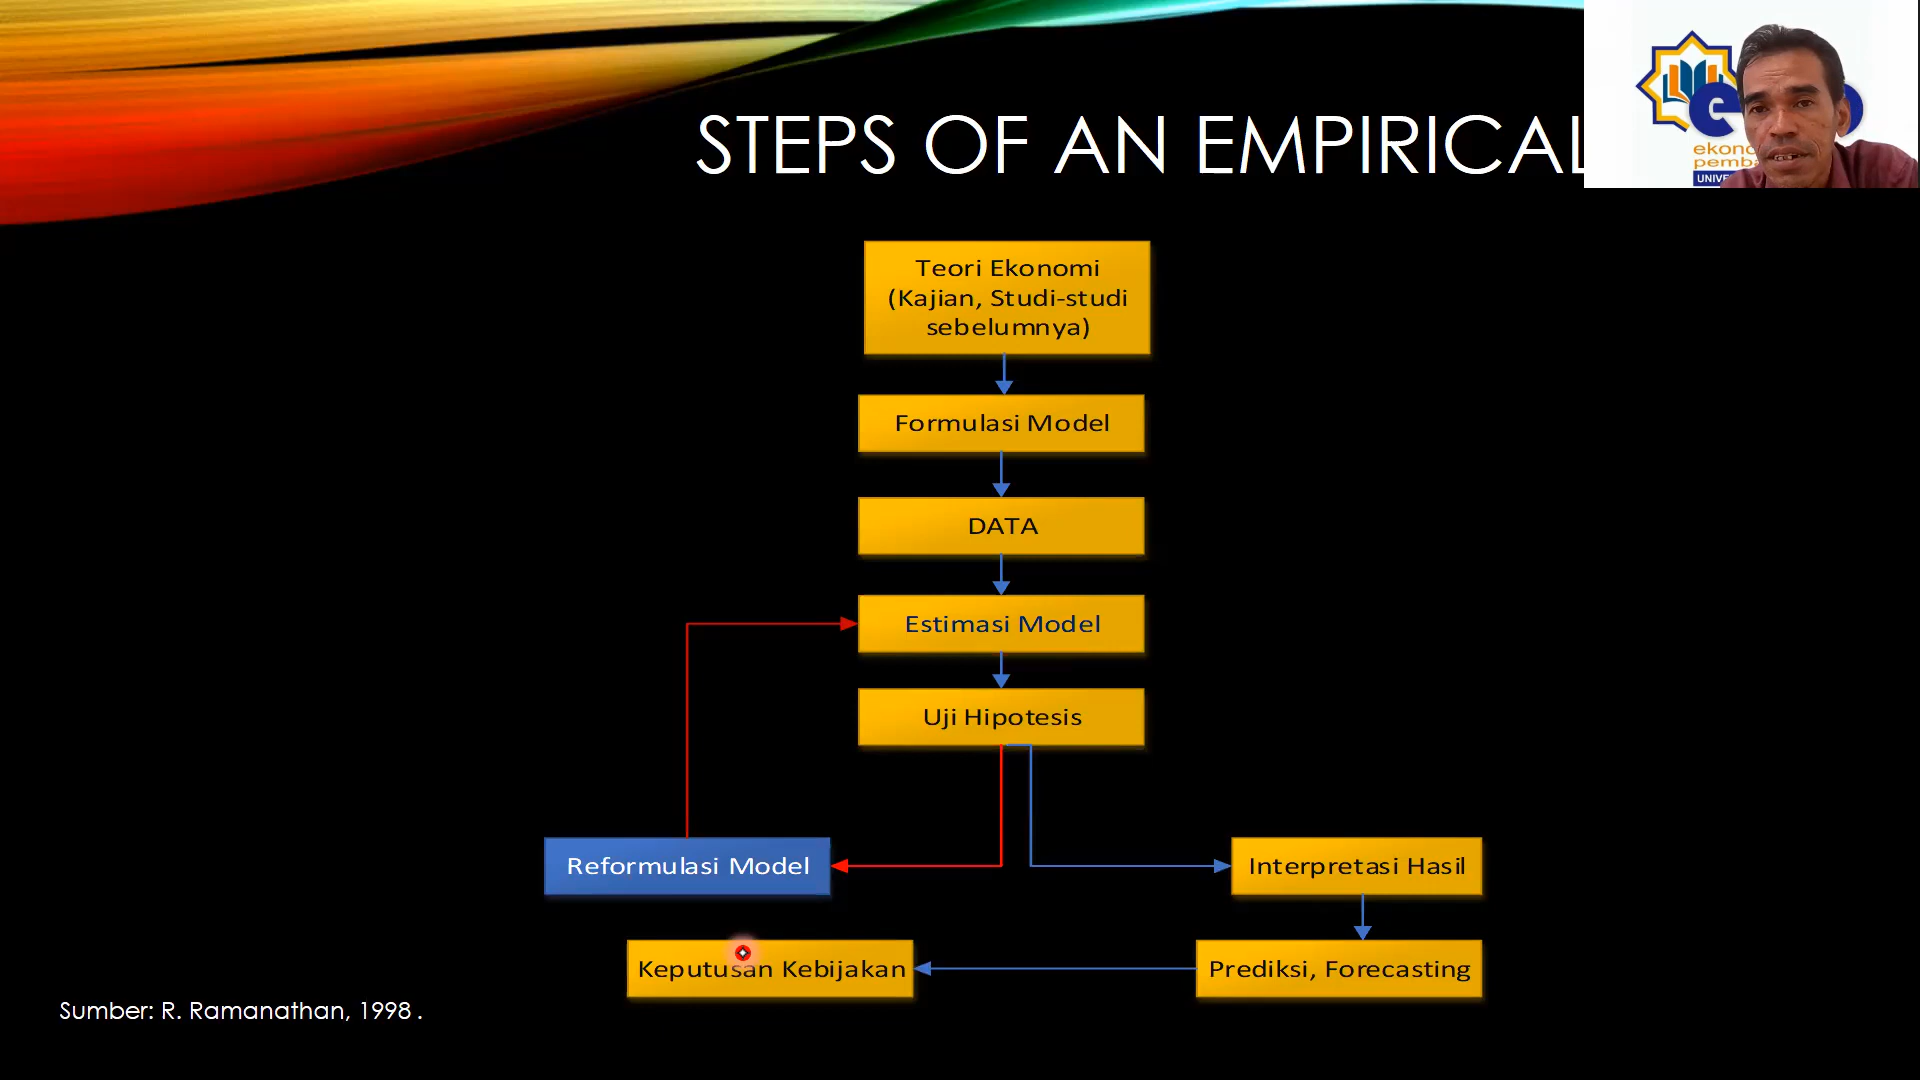 STEPS OF AN EMPIRICAL
Teori Ekonomi
(Kajian, Studi-studi
sebelumnya)
Formulasi Model
DATA
Estimasi Model
Uji Hipotesis
Reformulasi Model
Interpretasi Hasil
Keputusan Kebijakan
Prediksi, Forecasting
Sumber: R. Ramanathan, 1998 .